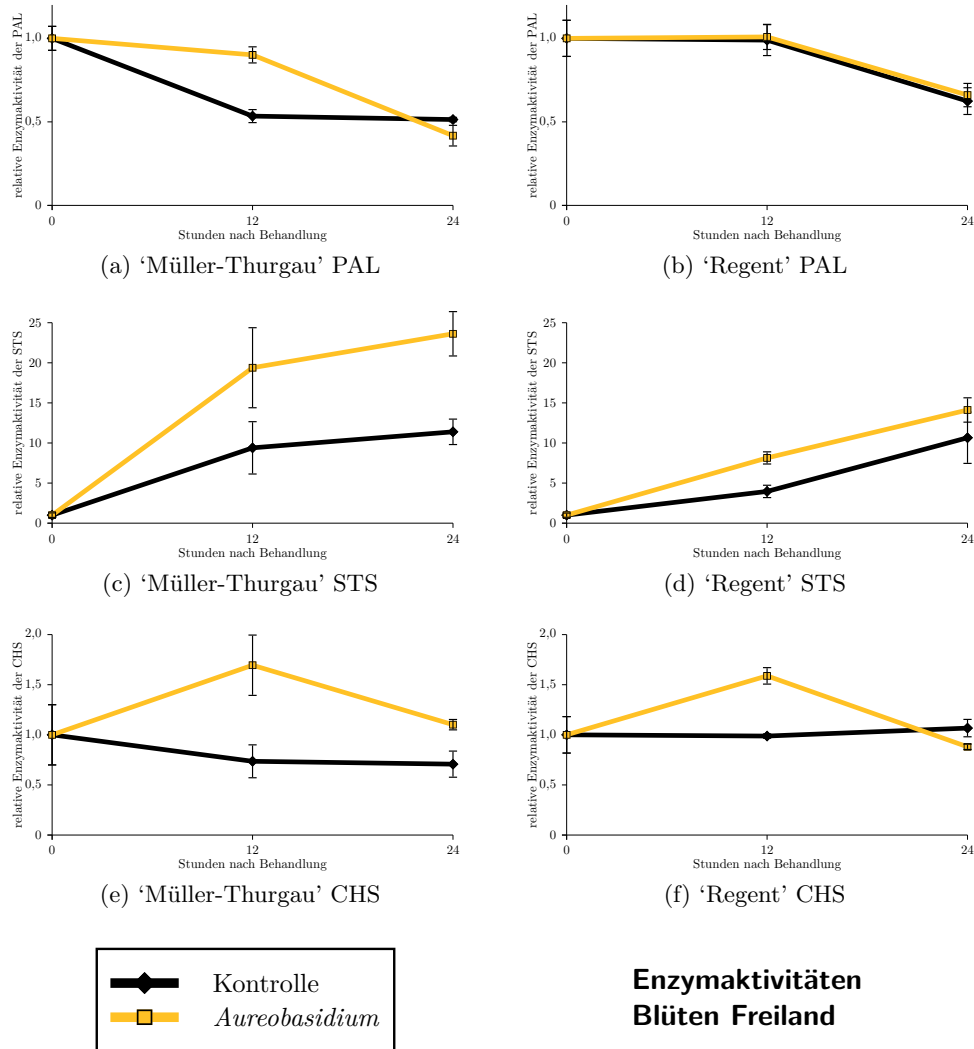 relative Enzymaktivität der PAL
1,0
0,5
0
0
12
24
Stunden nach Behandlung
(a) ‘Müller-Thurgau’ PAL
relative Enzymaktivität der PAL
1,0
0,5
0
0
12
24
Stunden nach Behandlung
(b) ‘Regent’ PAL
relative Enzymaktivität der STS
25
20
15
10
5
0
0
12
24
Stunden nach Behandlung
(c) ‘Müller-Thurgau’ STS
relative Enzymaktivität der STS
25
20
15
10
5
0
0
12
24
Stunden nach Behandlung
(d) ‘Regent’ STS
relative Enzymaktivität der CHS
2,0
1,5
1,0
0,5
0
0
12
24
Stunden nach Behandlung
(e) ‘Müller-Thurgau’ CHS
relative Enzymaktivität der CHS
2,0
1,5
1,0
0,5
0
0
12
24
Stunden nach Behandlung
(f) ‘Regent’ CHS
Kontrolle
Aureobasidium
Enzymaktivitäten
Blüten Freiland